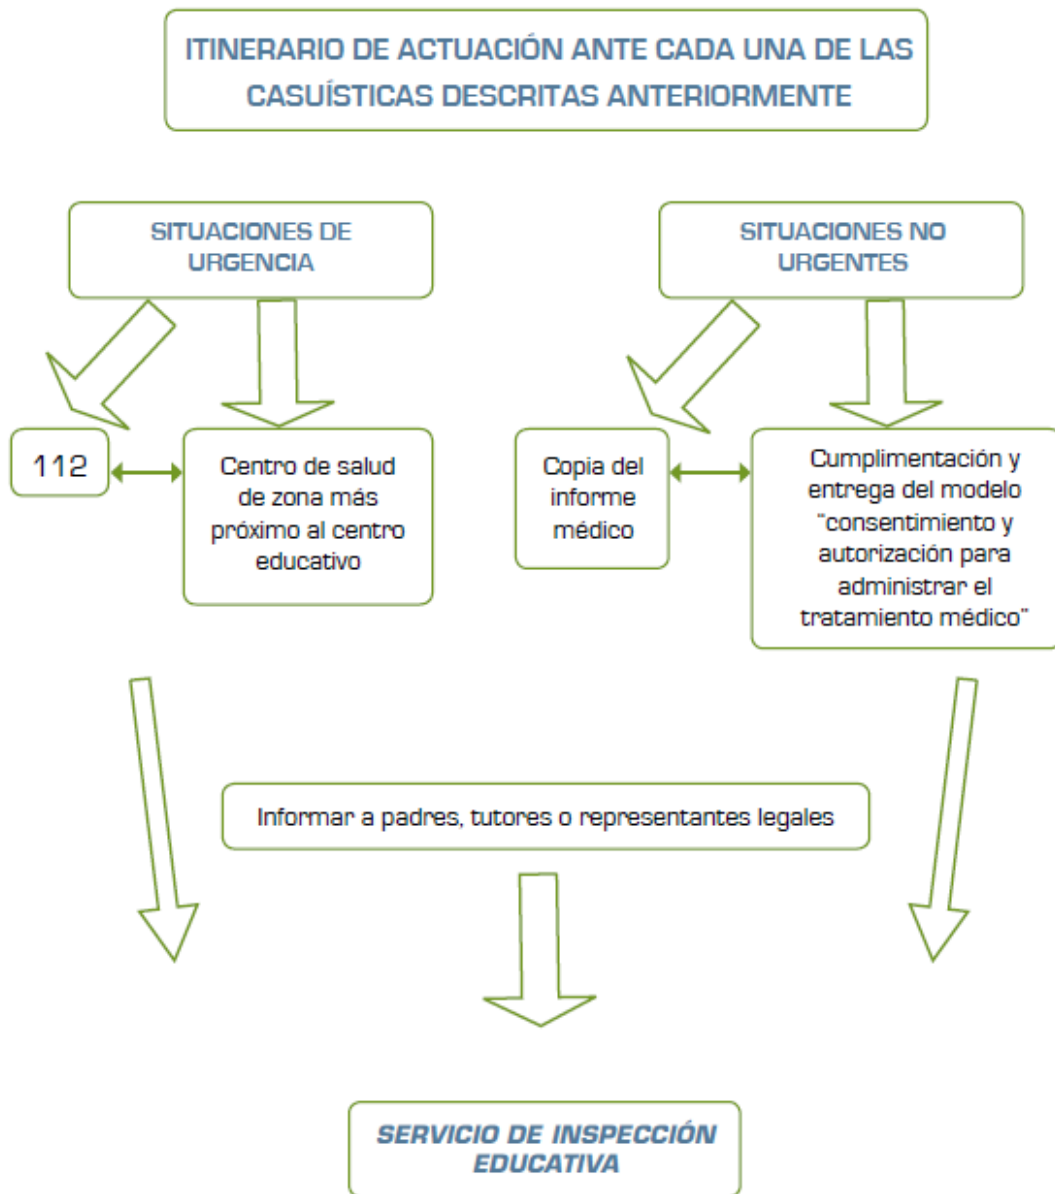 ITINERARIO DE ACTUACIÓN ANTE CADA UNA DE LAS
CASUÍSTICAS DESCRITAS ANTERIORMENTE
SITUACIONES DE
URGENCIA
SITUACIONES NO
URGENTES
112
Centro de salud
de zona más
próximo al centro
educativo
Copia del
informe
médico
Cumplimentación y
entrega del modelo
"consentimiento y
autorización para
administrar el
tratamiento médico"
Informar a padres, tutores o representantes legales
SERVICIO DE INSPECCIÓN
EDUCATIVA